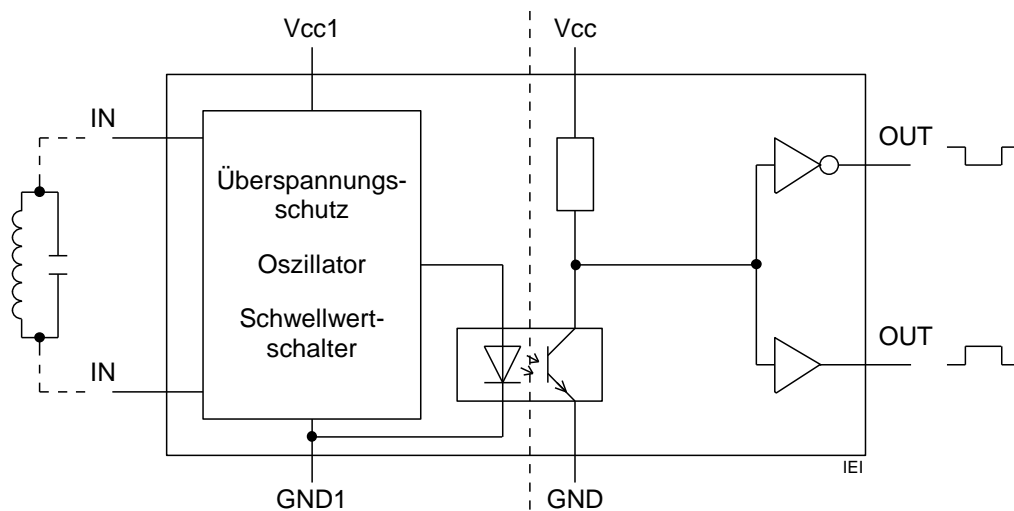 Vcc1
Vcc
IN
OUT
Überspannungs-
schutz
Oszillator
Schwellwert-
schalter
IN
OUT
IEI
GND1
GND